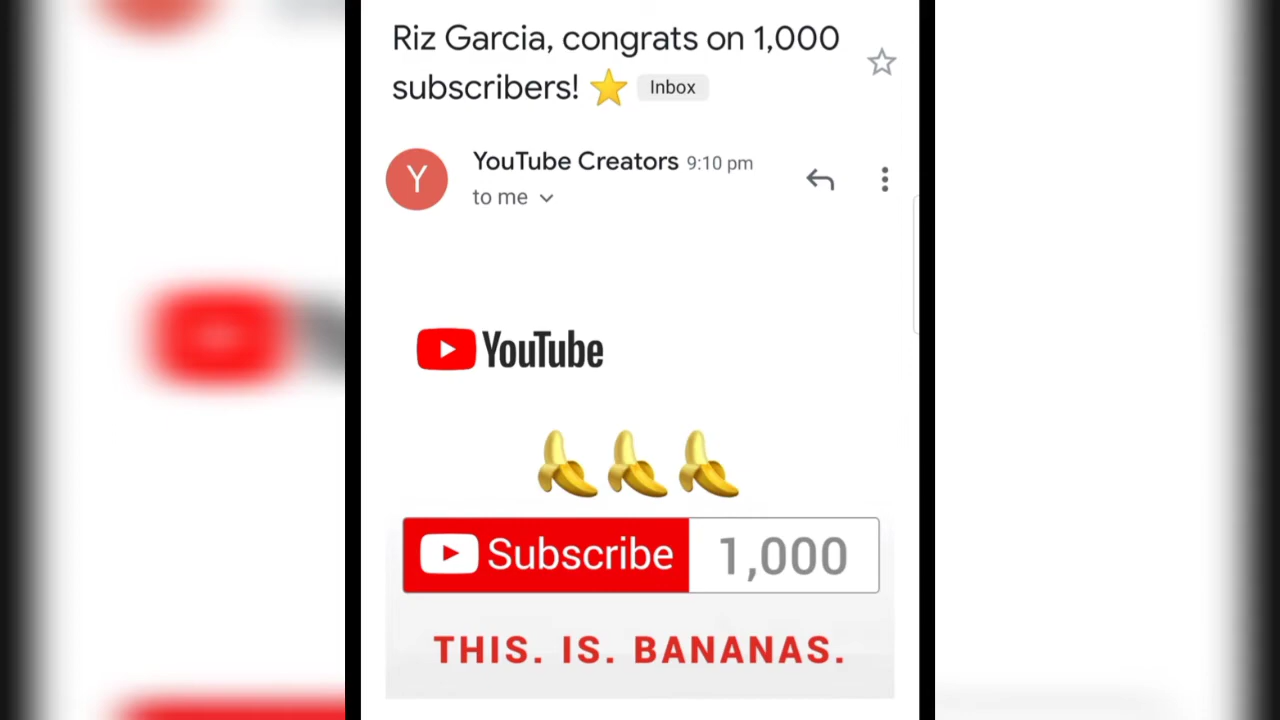 Riz Garcia, congrats on 1,000
subscribers! ⭐ Inbox
Y
YouTube Creators 9:10 pm
to me
YouTube
🍌🍌🍌
Subscribe 1,000
THIS. IS. BANANAS.